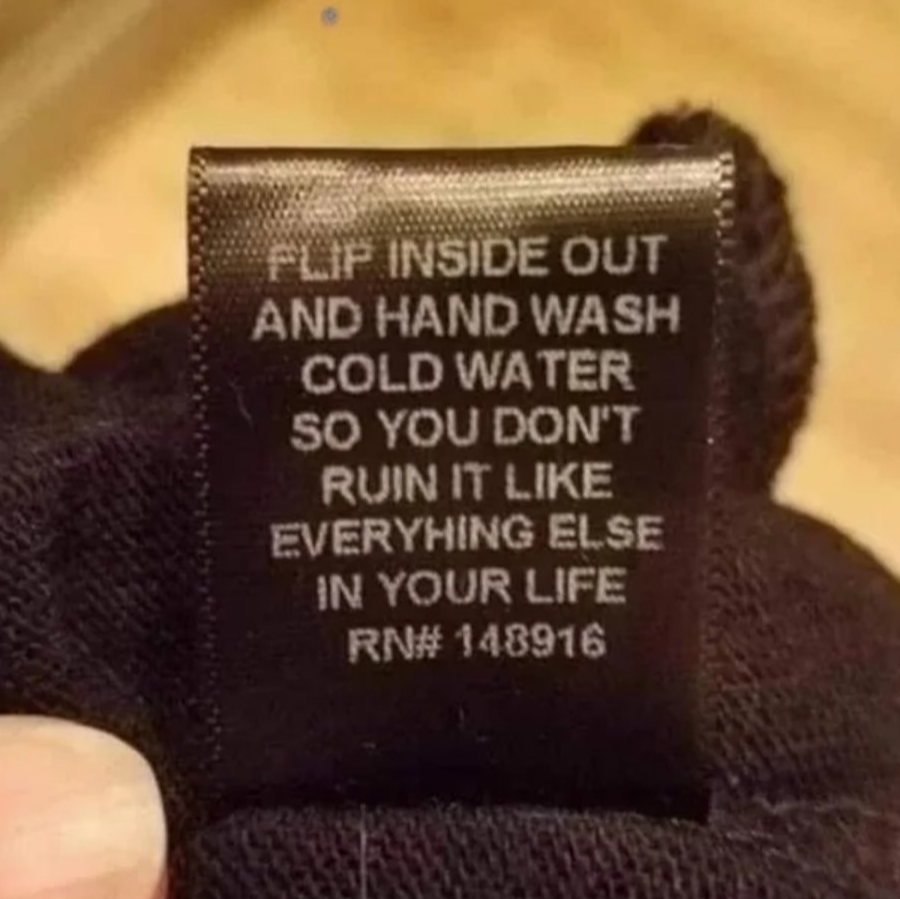 FLIP INSIDE OUT
AND HAND WASH
COLD WATER
SO YOU DON'T
RUIN IT LIKE
EVERYHING ELSE
IN YOUR LIFE
RN# 148916